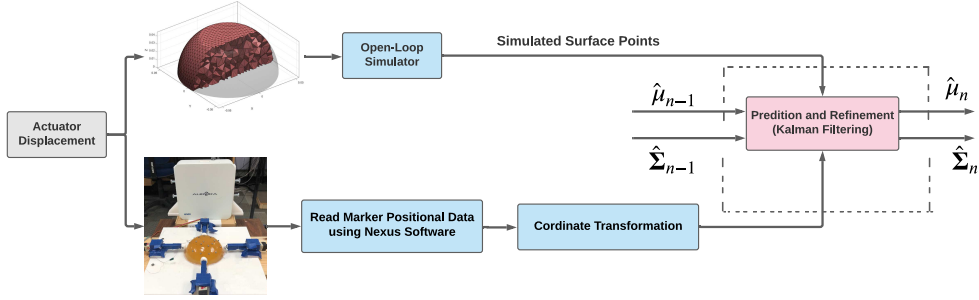 Actuator
Displacement
Open-Loop
Simulator
Simulated Surface Points
μ̂ₙ₋₁
Σ̂ₙ₋₁
Predition and Refinement
(Kalman Filtering)
μ̂ₙ
Σ̂ₙ
Read Marker Positional Data
using Nexus Software
Cordinate Transformation